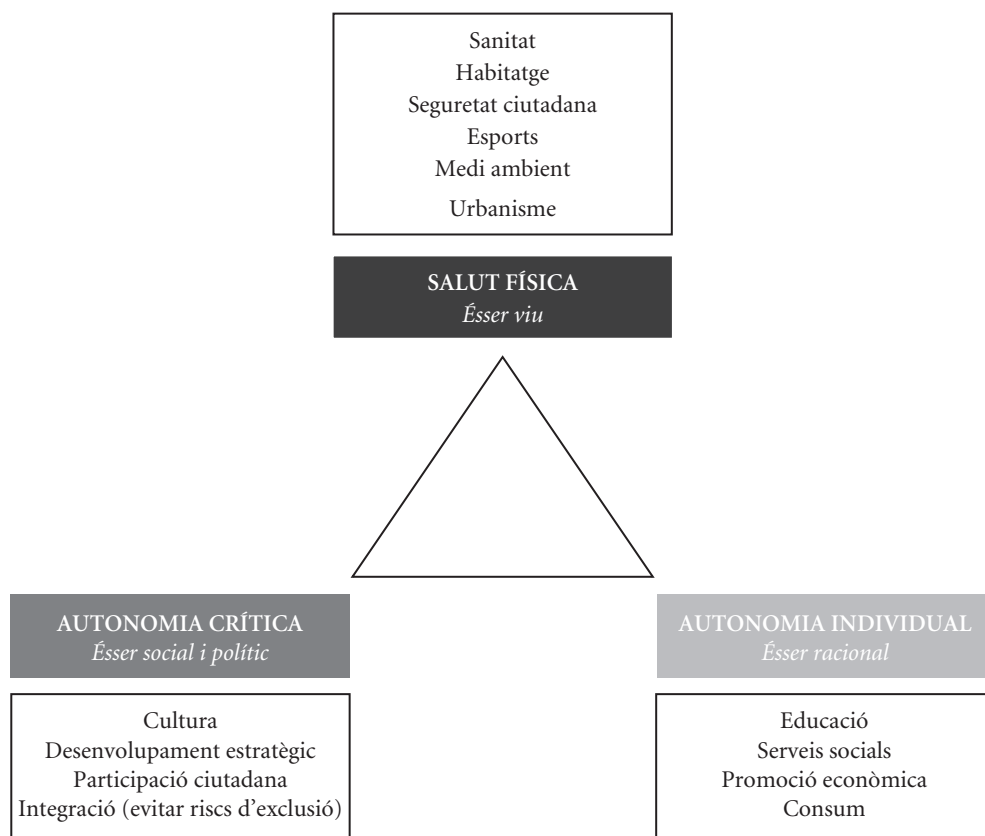 Sanitat
Habitatge
Seguretat ciutadana
Esports
Medi ambient
Urbanisme
SALUT FÍSICA
Ésser viu
AUTONOMIA CRÍTICA
Ésser social i polític
Cultura
Desenvolupament estratègic
Participació ciutadana
Integració (evitar riscs d'exclusió)
AUTONOMIA INDIVIDUAL
Ésser racional
Educació
Serveis socials
Promoció econòmica
Consum